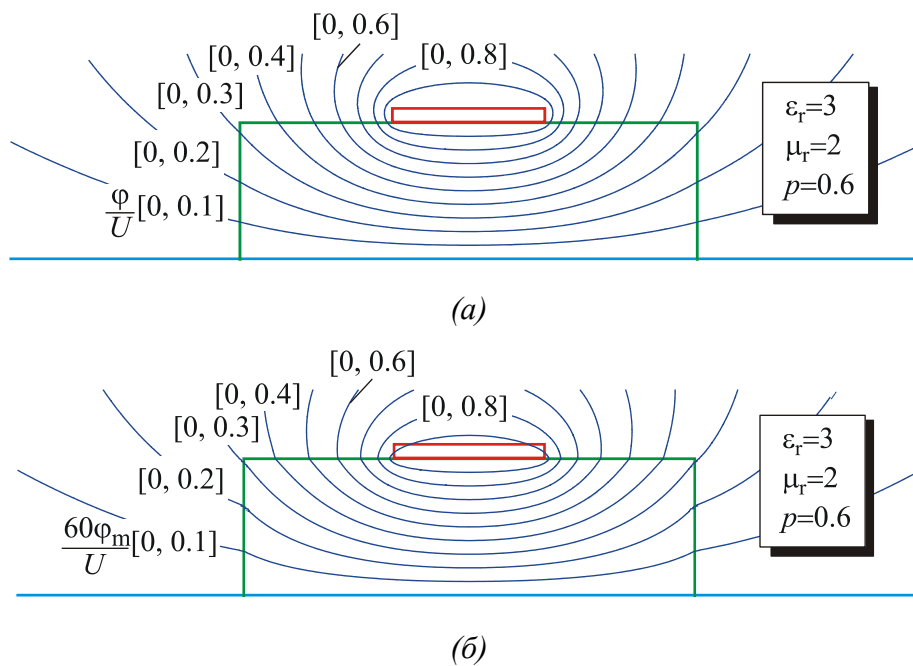 [0, 0.6]
[0, 0.4]
[0, 0.8]
[0, 0.3]
[0, 0.2]
φ/U [0, 0.1]
εr=3
μr=2
p=0.6
(а)
[0, 0.6]
[0, 0.4]
[0, 0.8]
[0, 0.3]
[0, 0.2]
60φm/U [0, 0.1]
εr=3
μr=2
p=0.6
(б)